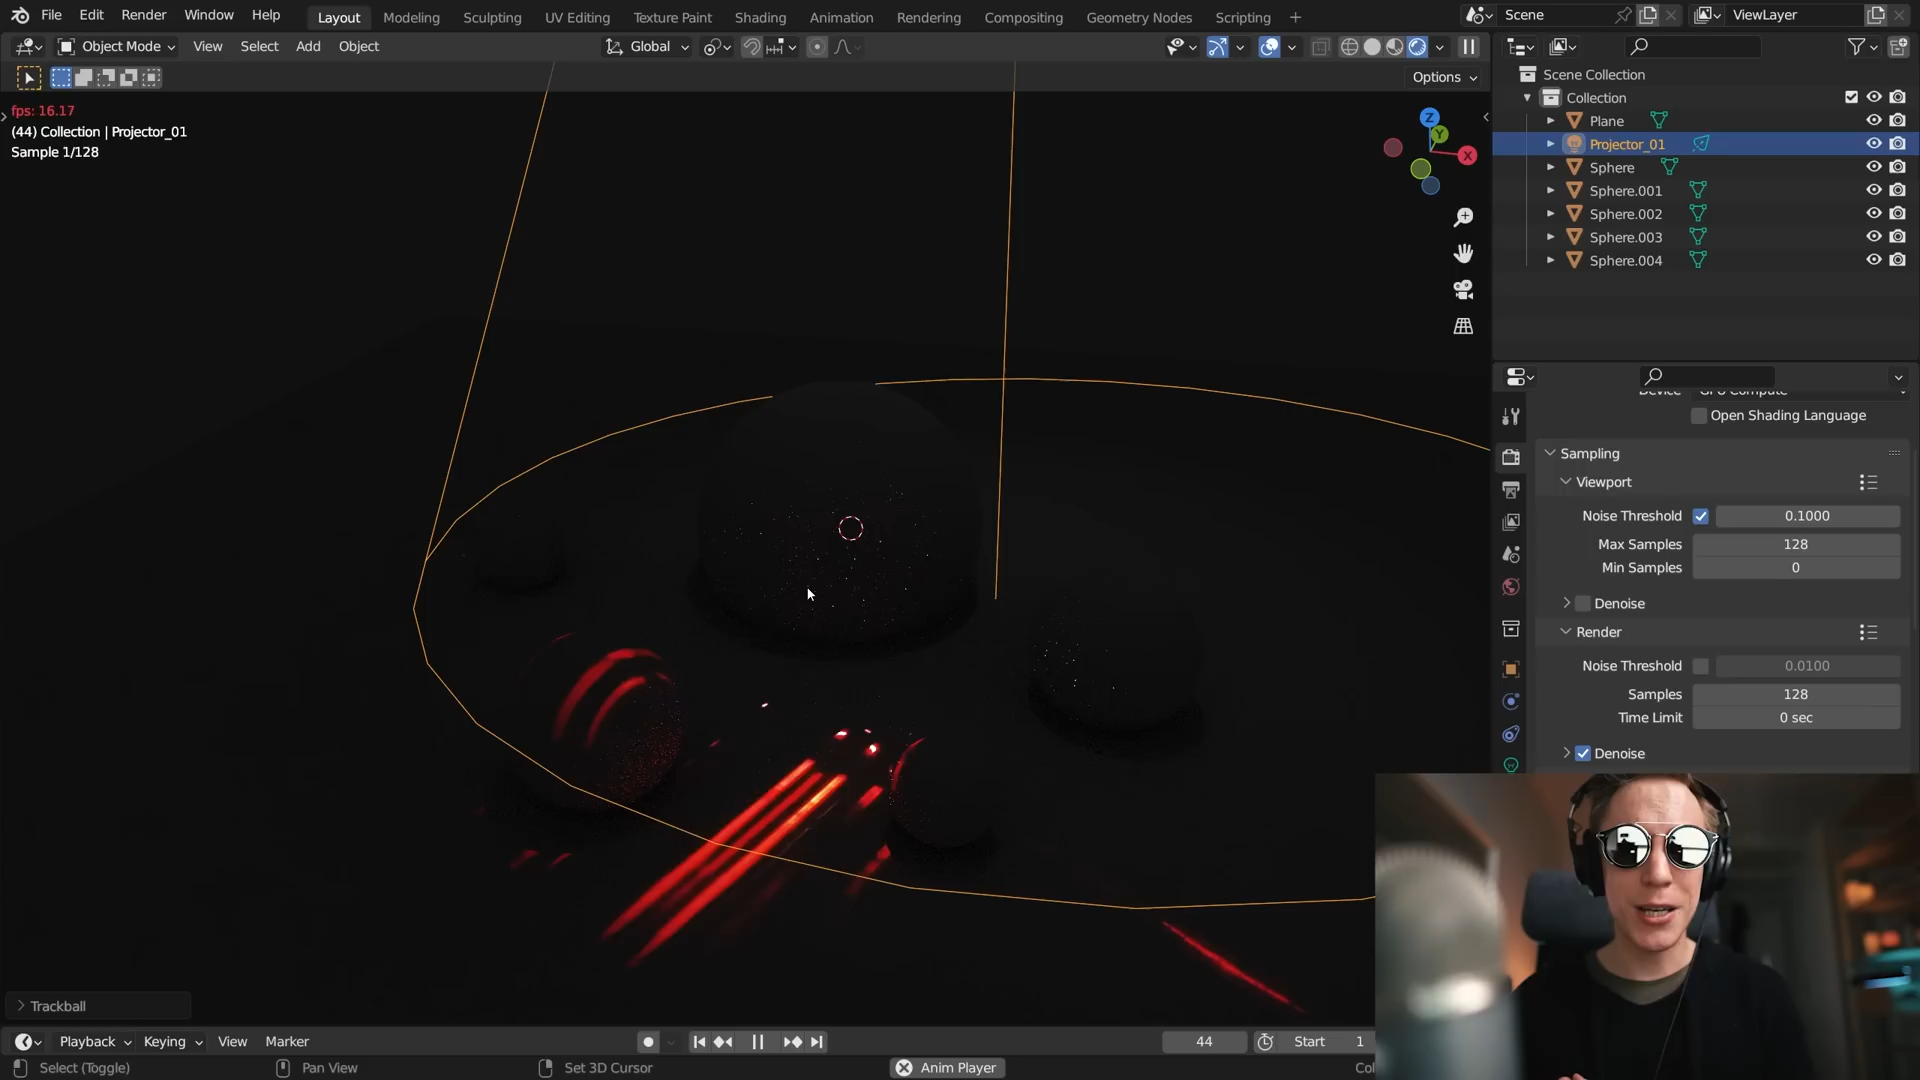 File Edit Render Window Help
Layout Modeling Sculpting UV Editing Texture Paint Shading Animation Rendering Compositing Geometry Nodes Scripting +
Scene
ViewLayer
Object Mode View Select Add Object
Global
Options
fps: 16.17
(44) Collection | Projector_01
Sample 1/128
Z
Y
X
Scene Collection
Collection
Plane
Projector_01
Sphere
Sphere.001
Sphere.002
Sphere.003
Sphere.004
Open Shading Language
Sampling
Viewport
Noise Threshold 0.1000
Max Samples 128
Min Samples 0
Denoise
Render
Noise Threshold 0.0100
Samples 128
Time Limit 0 sec
Denoise
Trackball
Playback Keying View Marker
44
Start 1
Select (Toggle)
Pan View
Set 3D Cursor
Anim Player
Col